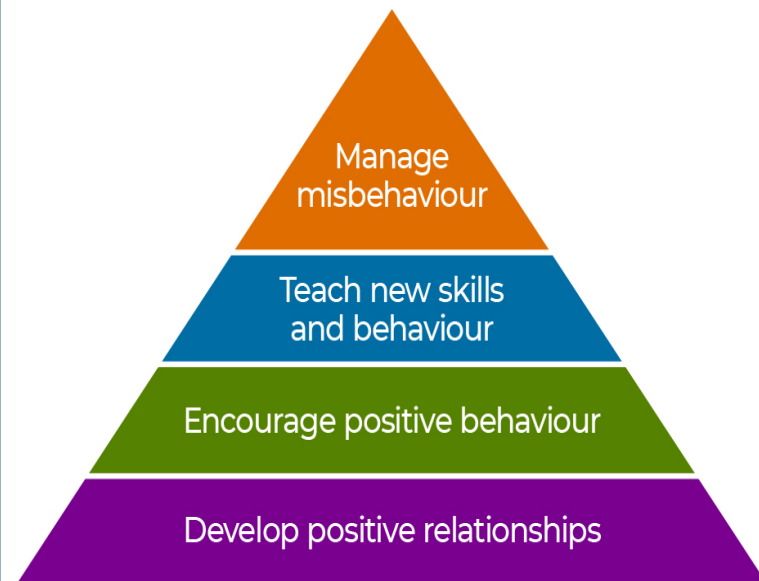 Manage
misbehaviour
Teach new skills
and behaviour
Encourage positive behaviour
Develop positive relationships